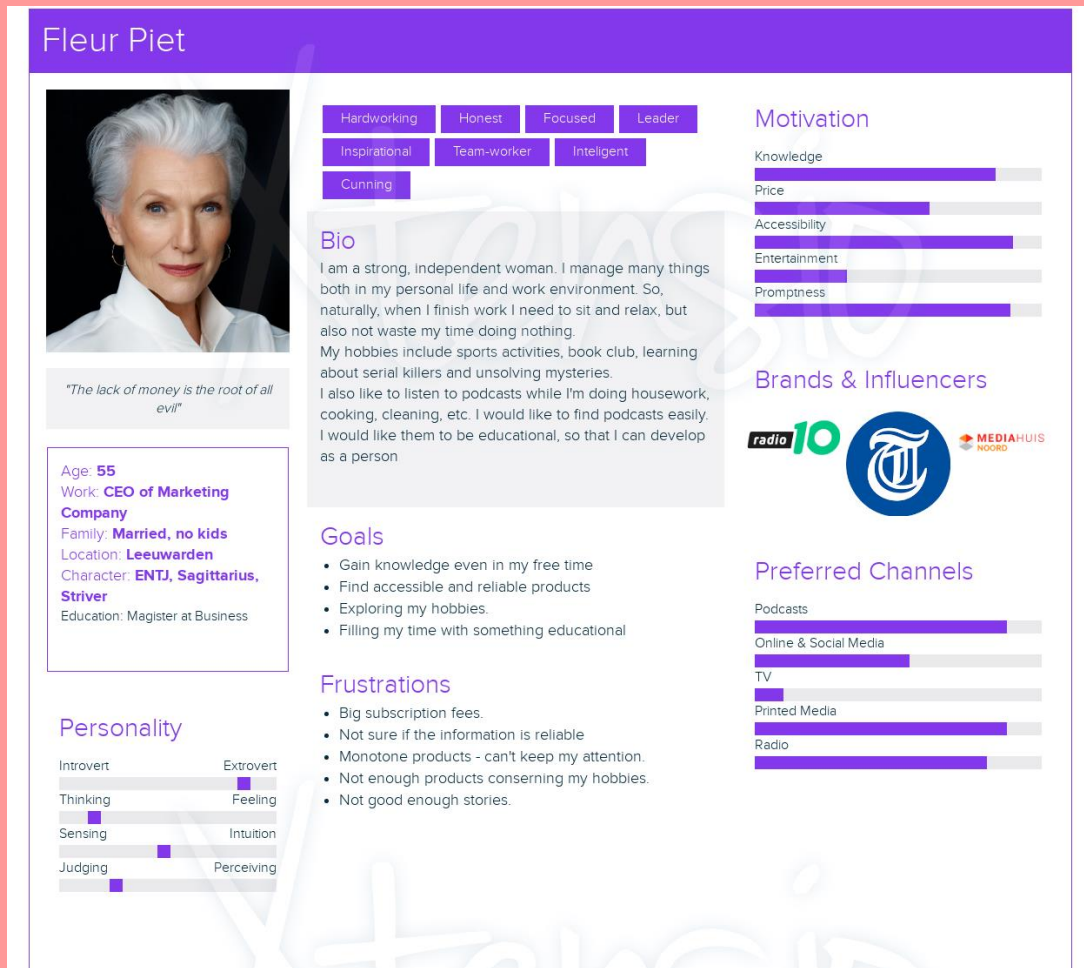 Fleur Piet
Hardworking
Honest
Focused
Leader
Inspirational
Team-worker
Inteligent
Cunning
"The lack of money is the root of all
evil"
Age: 55
Work: CEO of Marketing
Company
Family: Married, no kids
Location: Leeuwarden
Character: ENTJ, Sagittarius,
Striver
Education: Magister at Business
Personality
Introvert Extrovert
Thinking Feeling
Sensing Intuition
Judging Perceiving
Bio
I am a strong, independent woman. I manage many things
both in my personal life and work environment. So,
naturally, when I finish work I need to sit and relax, but
also not waste my time doing nothing.
My hobbies include sports activities, book club, learning
about serial killers and unsolving mysteries.
I also like to listen to podcasts while I'm doing housework,
cooking, cleaning, etc. I would like to find podcasts easily.
I would like them to be educational, so that I can develop
as a person
Goals
• Gain knowledge even in my free time
• Find accessible and reliable products
• Exploring my hobbies.
• Filling my time with something educational
Frustrations
• Big subscription fees.
• Not sure if the information is reliable
• Monotone products - can't keep my attention.
• Not enough products conserning my hobbies.
• Not good enough stories.
Motivation
Knowledge
Price
Accessibility
Entertainment
Promptness
Brands & Influencers
radio 10
T
MEDIAHUIS
NOORD
Preferred Channels
Podcasts
Online & Social Media
TV
Printed Media
Radio
Xtensio
Xtensio